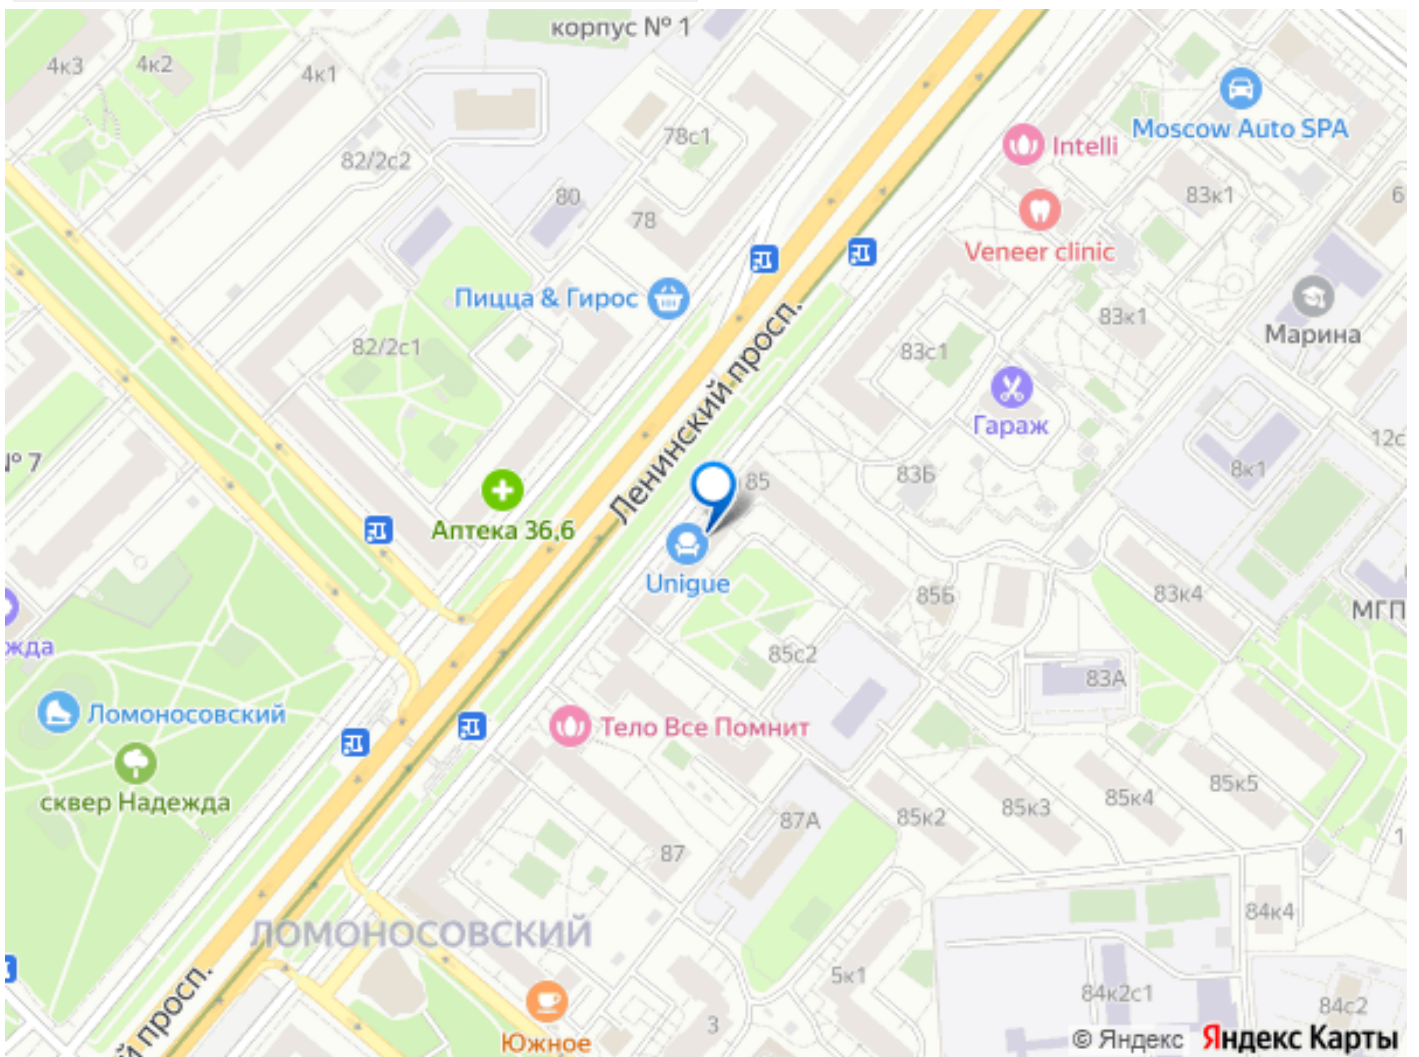 корпус № 1
4к3
4к2
4к1
78с1
Moscow Auto SPA
Intelli
82/2с2
83к1
6
80
78
Veneer clinic
Пицца & Гирос
Марина
83к1
82/2с1
83с1
Ленинский просп.
Гараж
12с
№ 7
8к1
83Б
85
Аптека 36,6
Unigue
85Б
83к4
МГП
жда
85с2
83А
Ломоносовский
Тело Все Помнит
сквер Надежда
85к5
85к4
85к3
85к2
87А
87
1
84к4
ЛОМОНОСОВСКИЙ
5к1
й просп.
84к2с1
84с2
3
Южное
© Яндекс Яндекс Карты